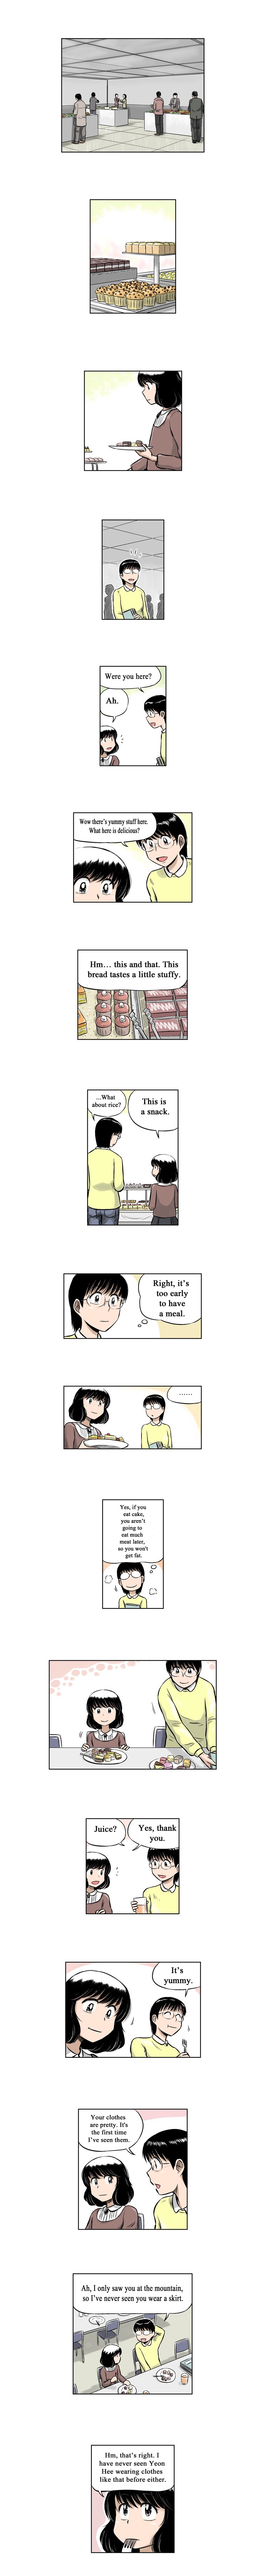 Were you here?
Ah.
Wow there's yummy stuff here.
What here is delicious?
Hm... this and that. This
bread tastes a little stuffy.
...What
about rice?
This is
a snack.
Right, it's
too early
to have
a meal.
......
Yes, if you
eat cake,
you aren't
going to
eat much
meat later,
so you won't
get fat.
Juice?
Yes, thank
you.
It's
yummy.
Your clothes
are pretty. It's
the first time
I've seen them.
Ah, I only saw you at the mountain,
so I've never seen you wear a skirt.
Hm, that's right. I
have never seen Yeon
Hee wearing clothes
like that before either.